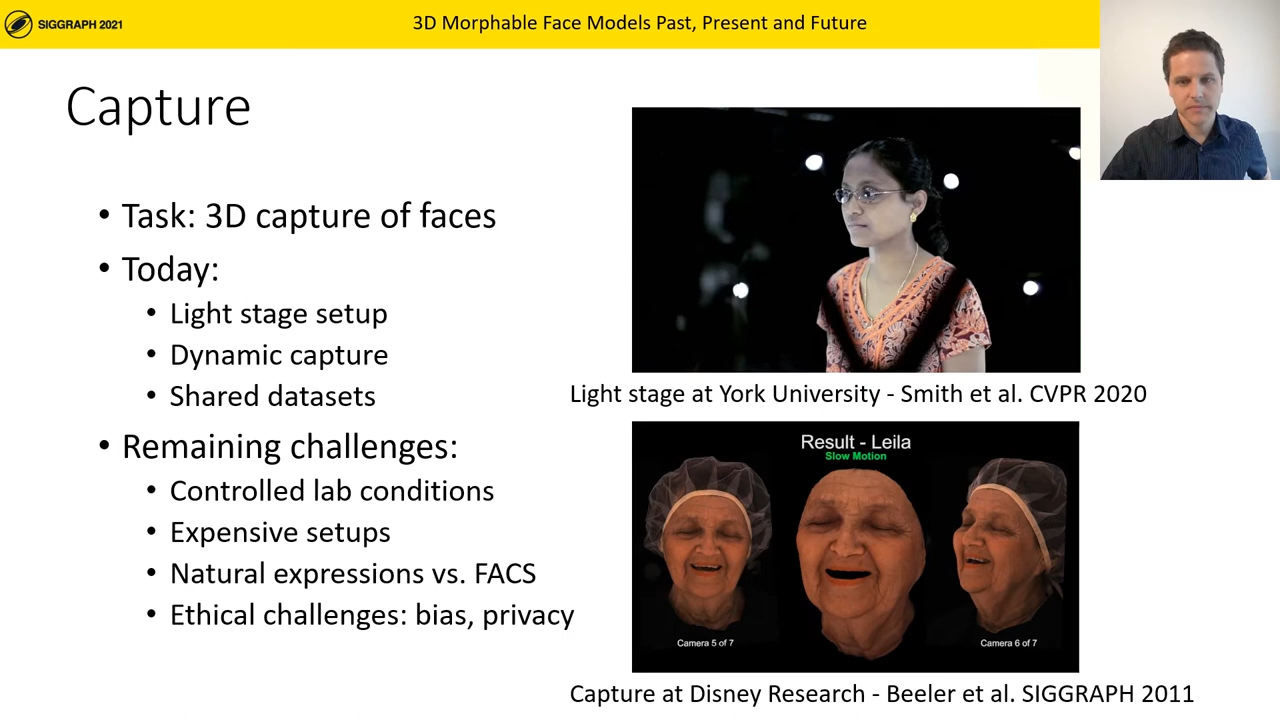 SIGGRAPH 2021
3D Morphable Face Models Past, Present and Future
Capture
• Task: 3D capture of faces
• Today:
• Light stage setup
• Dynamic capture
• Shared datasets
• Remaining challenges:
• Controlled lab conditions
• Expensive setups
• Natural expressions vs. FACS
• Ethical challenges: bias, privacy
Light stage at York University - Smith et al. CVPR 2020
Result - Leila
Slow Motion
Camera 5 of 7
Camera 6 of 7
Capture at Disney Research - Beeler et al. SIGGRAPH 2011